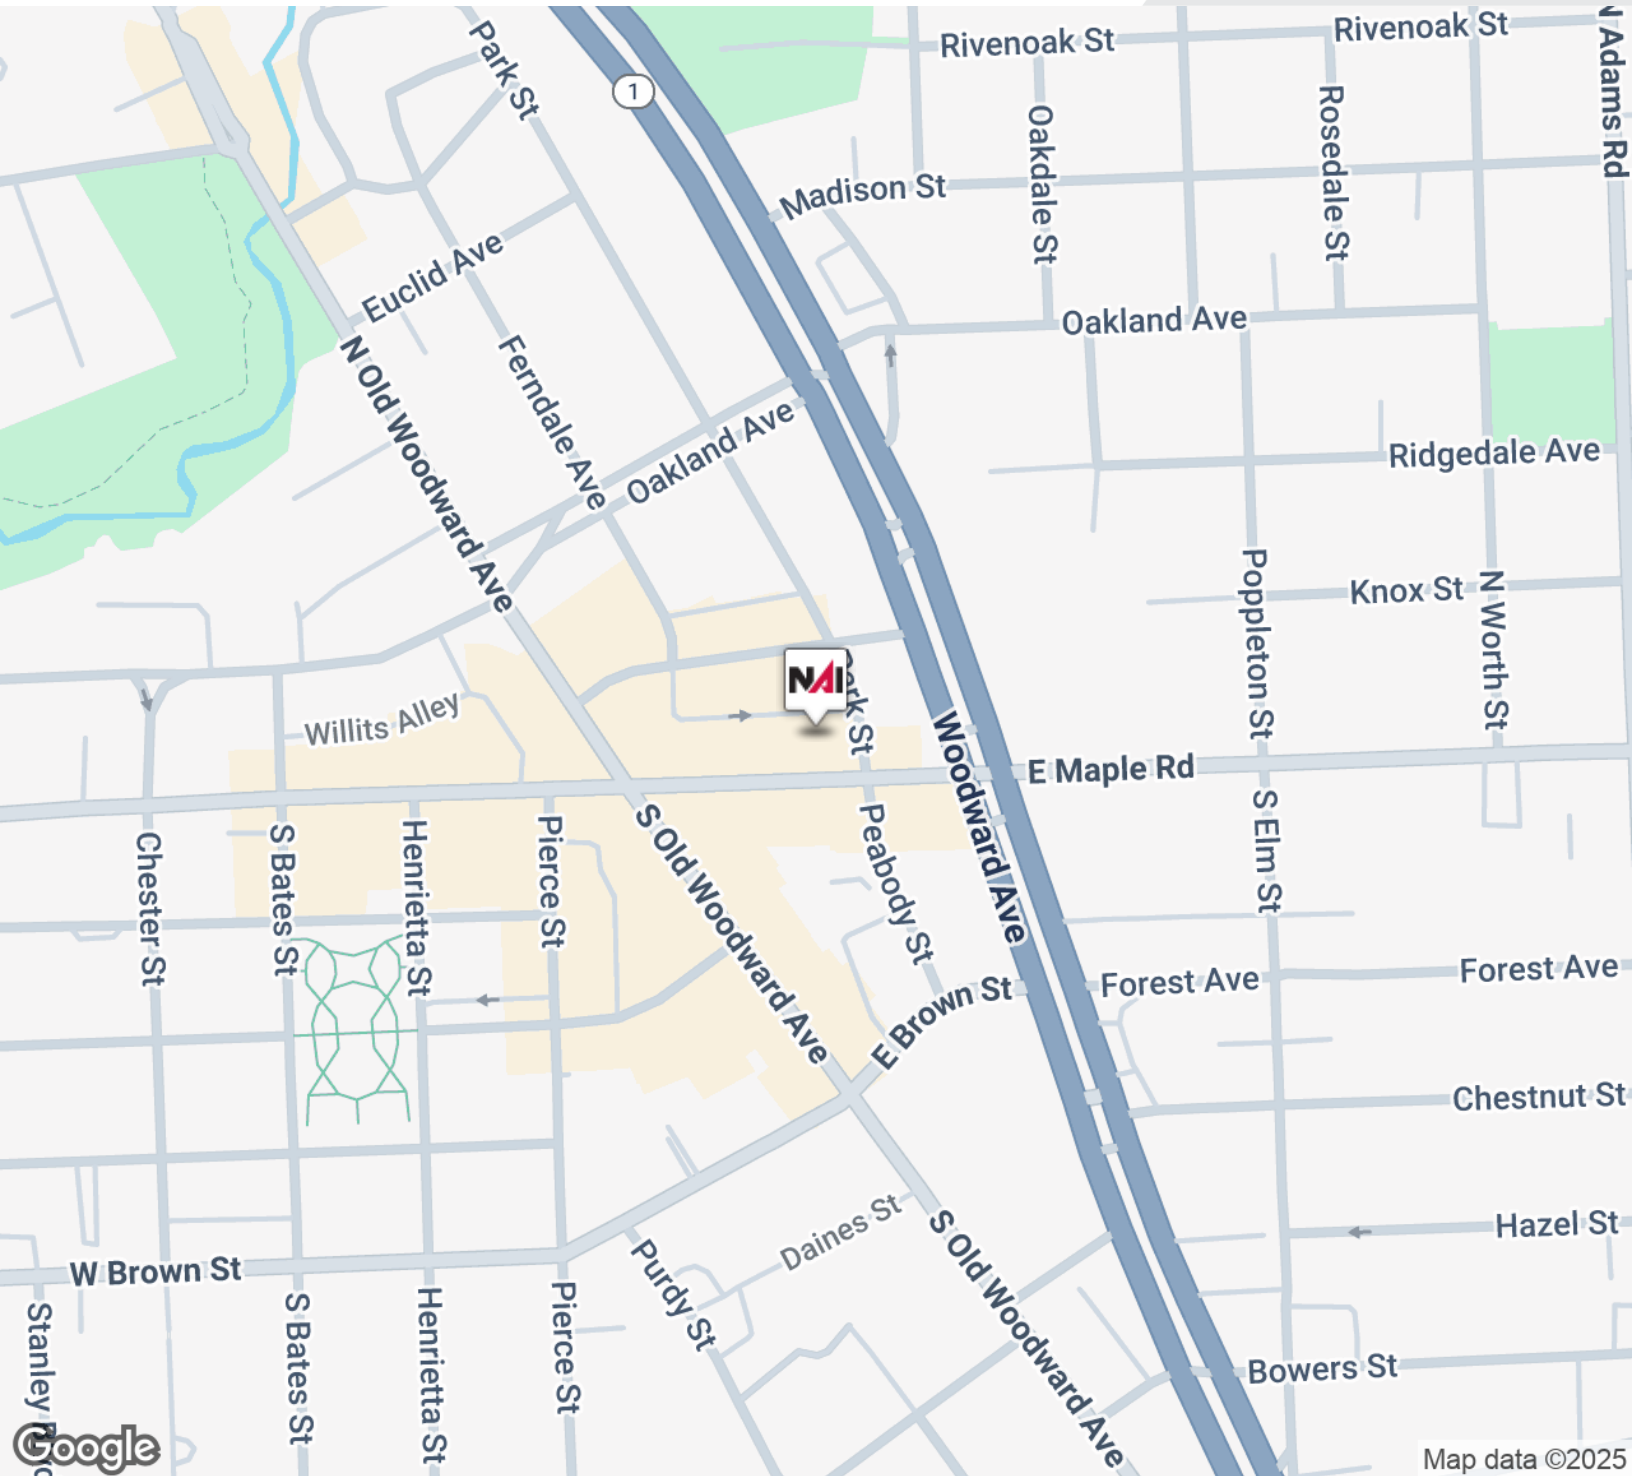 Rivenoak St
Rivenoak St
N Adams Rd
Park St
1
Oakdale St
Rosedale St
Madison St
Euclid Ave
Oakland Ave
N Old Woodward Ave
Ferndale Ave
Oakland Ave
Ridgedale Ave
Poppleton St
Knox St
N Worth St
NAI
Park St
Willits Alley
Woodward Ave
E Maple Rd
S Old Woodward Ave
Peabody St
S Elm St
Chester St
S Bates St
Henrietta St
Pierce St
Forest Ave
Forest Ave
E Brown St
Chestnut St
Daines St
S Old Woodward Ave
Hazel St
W Brown St
Purdy St
Stanley Blvd
S Bates St
Henrietta St
Pierce St
Bowers St
Google
Map data ©2025